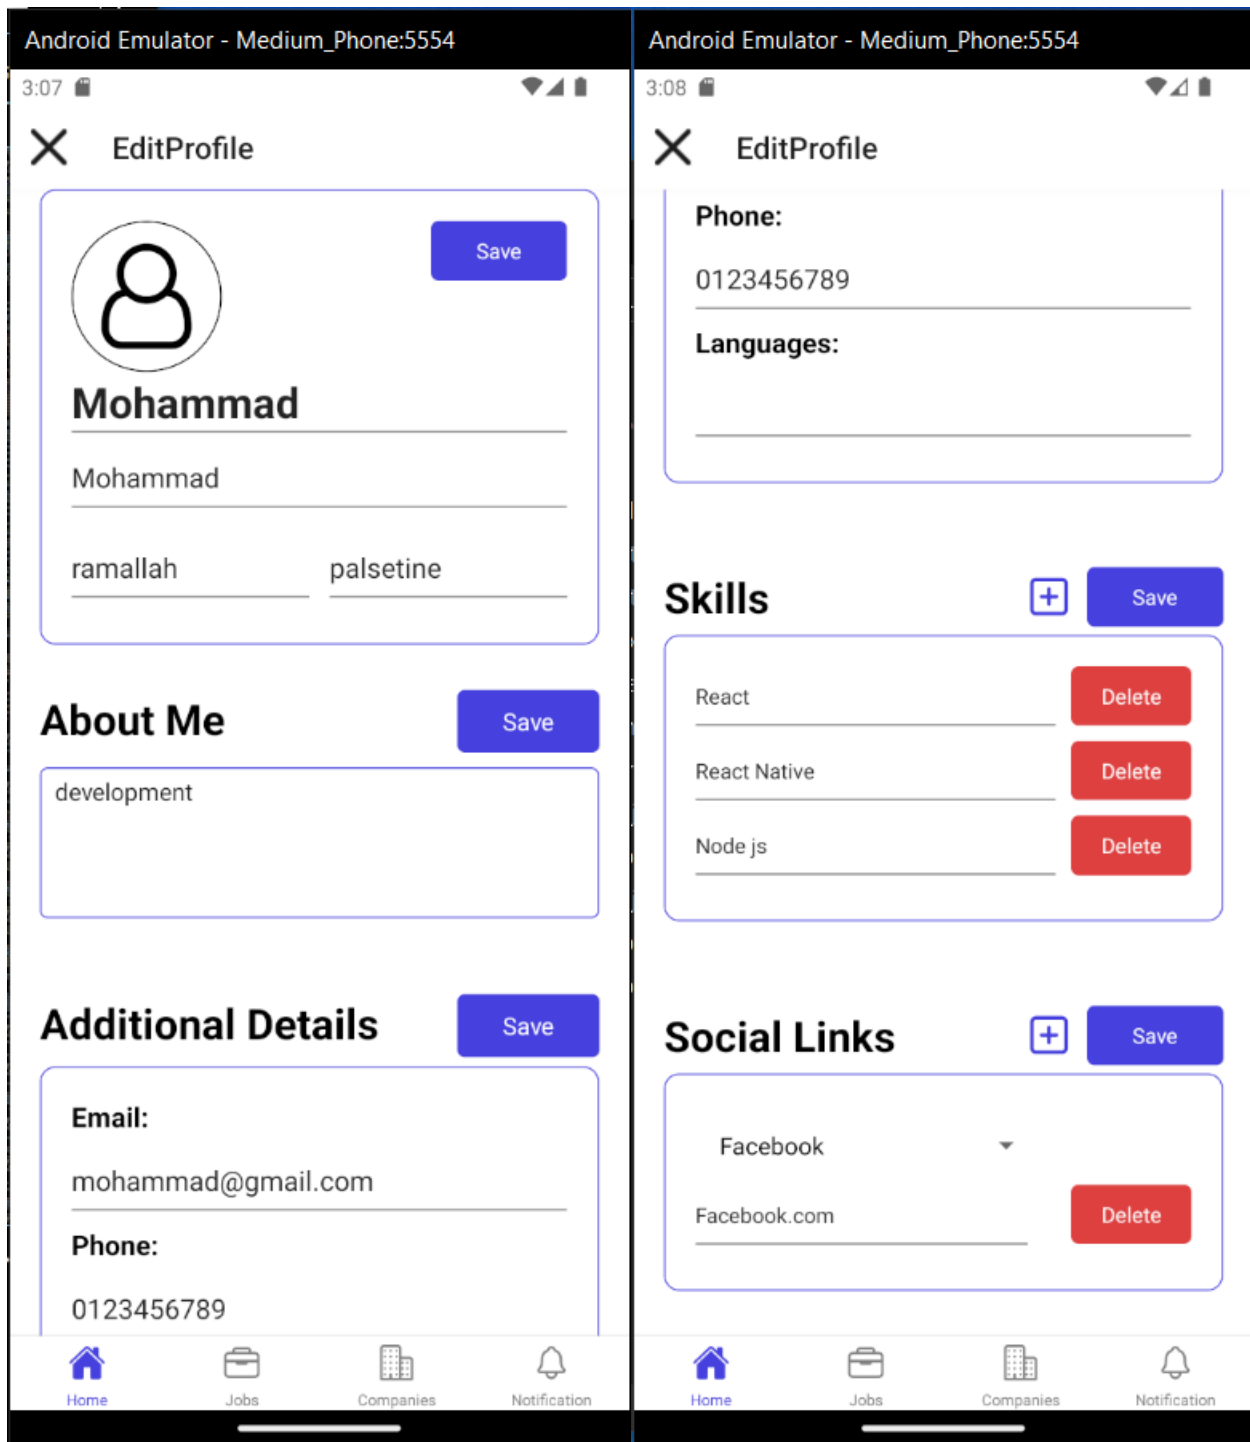 Android Emulator - Medium_Phone:5554
3:07
EditProfile
Save
Mohammad
Mohammad
ramallah palsetine
About Me Save
development
Additional Details Save
Email:
mohammad@gmail.com
Phone:
0123456789
Home Jobs Companies Notification
Android Emulator - Medium_Phone:5554
3:08
EditProfile
Phone:
0123456789
Languages:
Skills Save
React Delete
React Native Delete
Node js Delete
Social Links Save
Facebook
Facebook.com Delete
Home Jobs Companies Notification